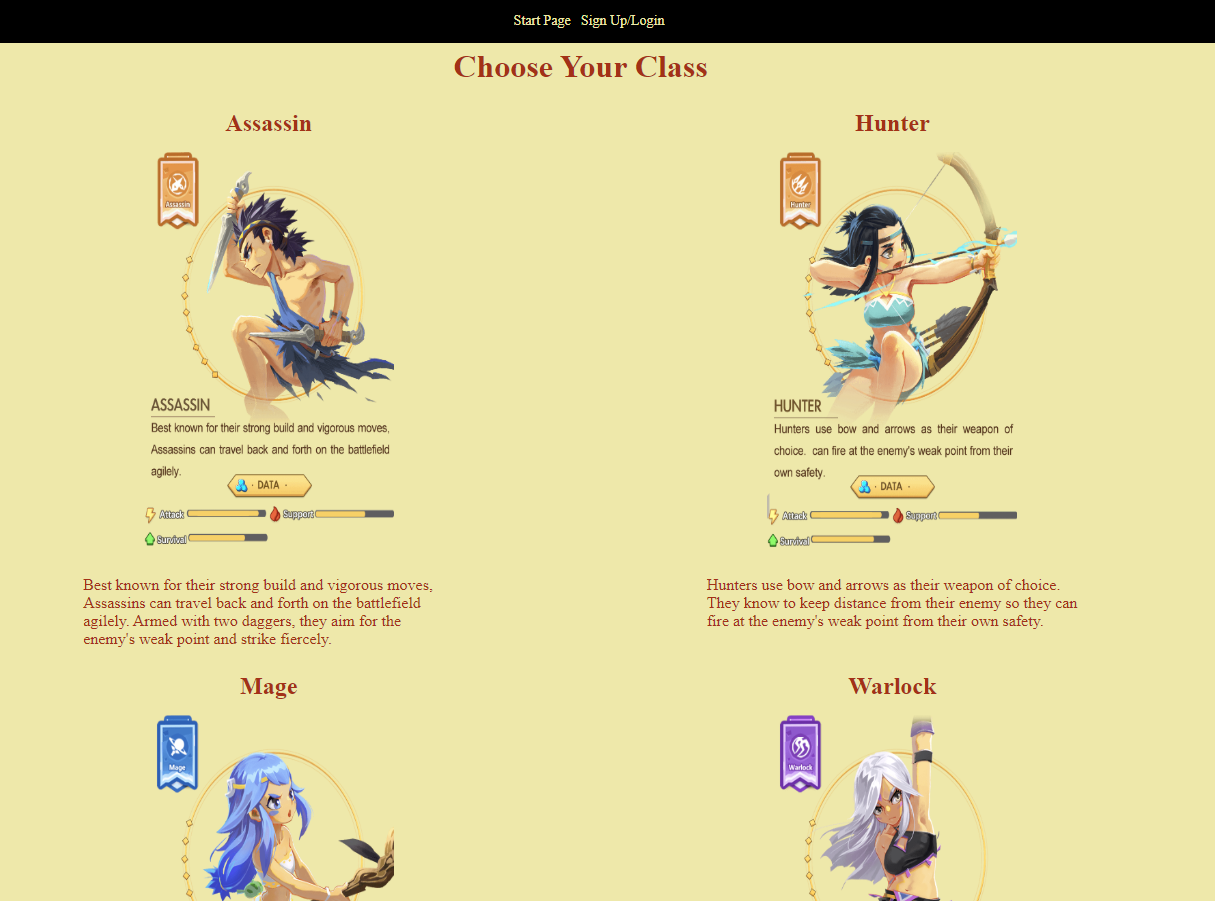 Start Page Sign Up/Login
Choose Your Class
Assassin
Hunter
Assassin
Hunter
ASSASSIN
Best known for their strong build and vigorous moves,
Assassins can travel back and forth on the battlefield
agilely.
· DATA ·
Attack
Support
Survival
HUNTER
Hunters use bow and arrows as their weapon of
choice. can fire at the enemy's weak point from their
own safety.
· DATA ·
Attack
Support
Survival
Best known for their strong build and vigorous moves,
Assassins can travel back and forth on the battlefield
agilely. Armed with two daggers, they aim for the
enemy's weak point and strike fiercely.
Hunters use bow and arrows as their weapon of choice.
They know to keep distance from their enemy so they can
fire at the enemy's weak point from their own safety.
Mage
Warlock
Mage
Warlock